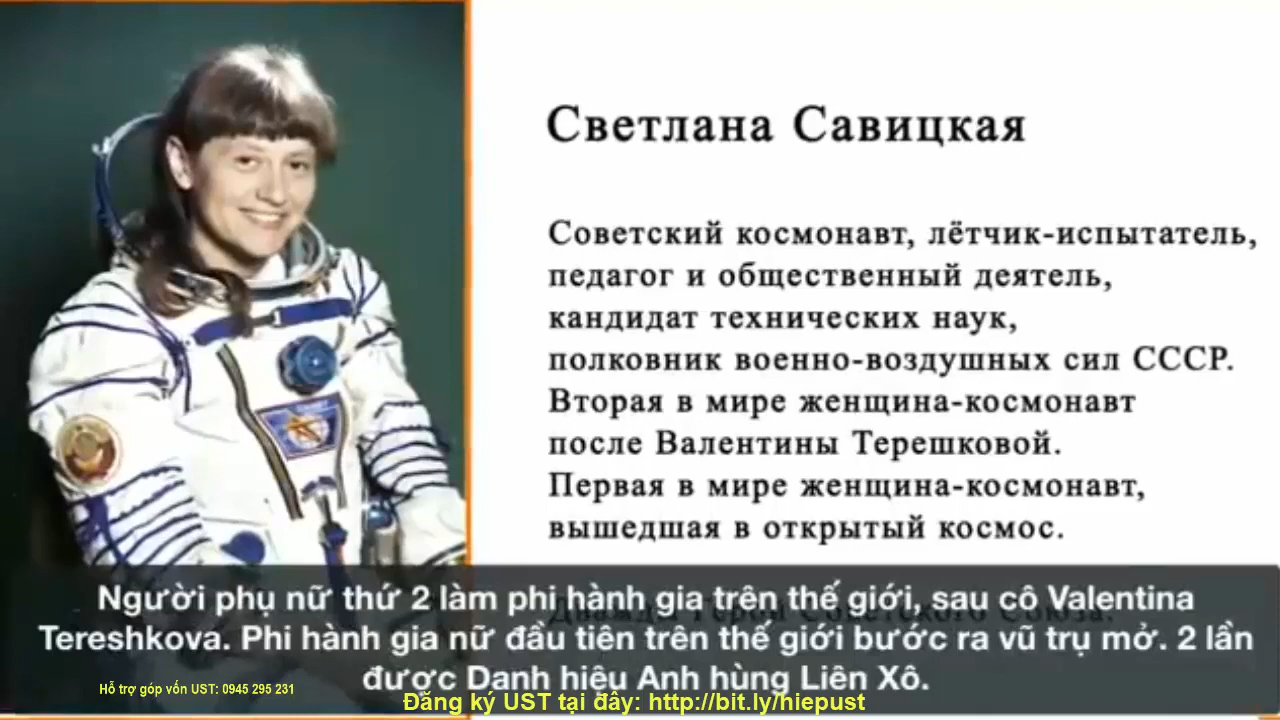 Светлана Савицкая
Советский космонавт, лётчик-испытатель,
педагог и общественный деятель,
кандидат технических наук,
полковник военно-воздушных сил СССР.
Вторая в мире женщина-космонавт
после Валентины Терешковой.
Первая в мире женщина-космонавт,
вышедшая в открытый космос.
Дважды Герой Советского Союза.
Người phụ nữ thứ 2 làm phi hành gia trên thế giới, sau cô Valentina
Tereshkova. Phi hành gia nữ đầu tiên trên thế giới bước ra vũ trụ mở. 2 lần
được Danh hiệu Anh hùng Liên Xô.
Hỗ trợ góp vốn UST: 0945 295 231
Đăng ký UST tại đây: http://bit.ly/hiepust